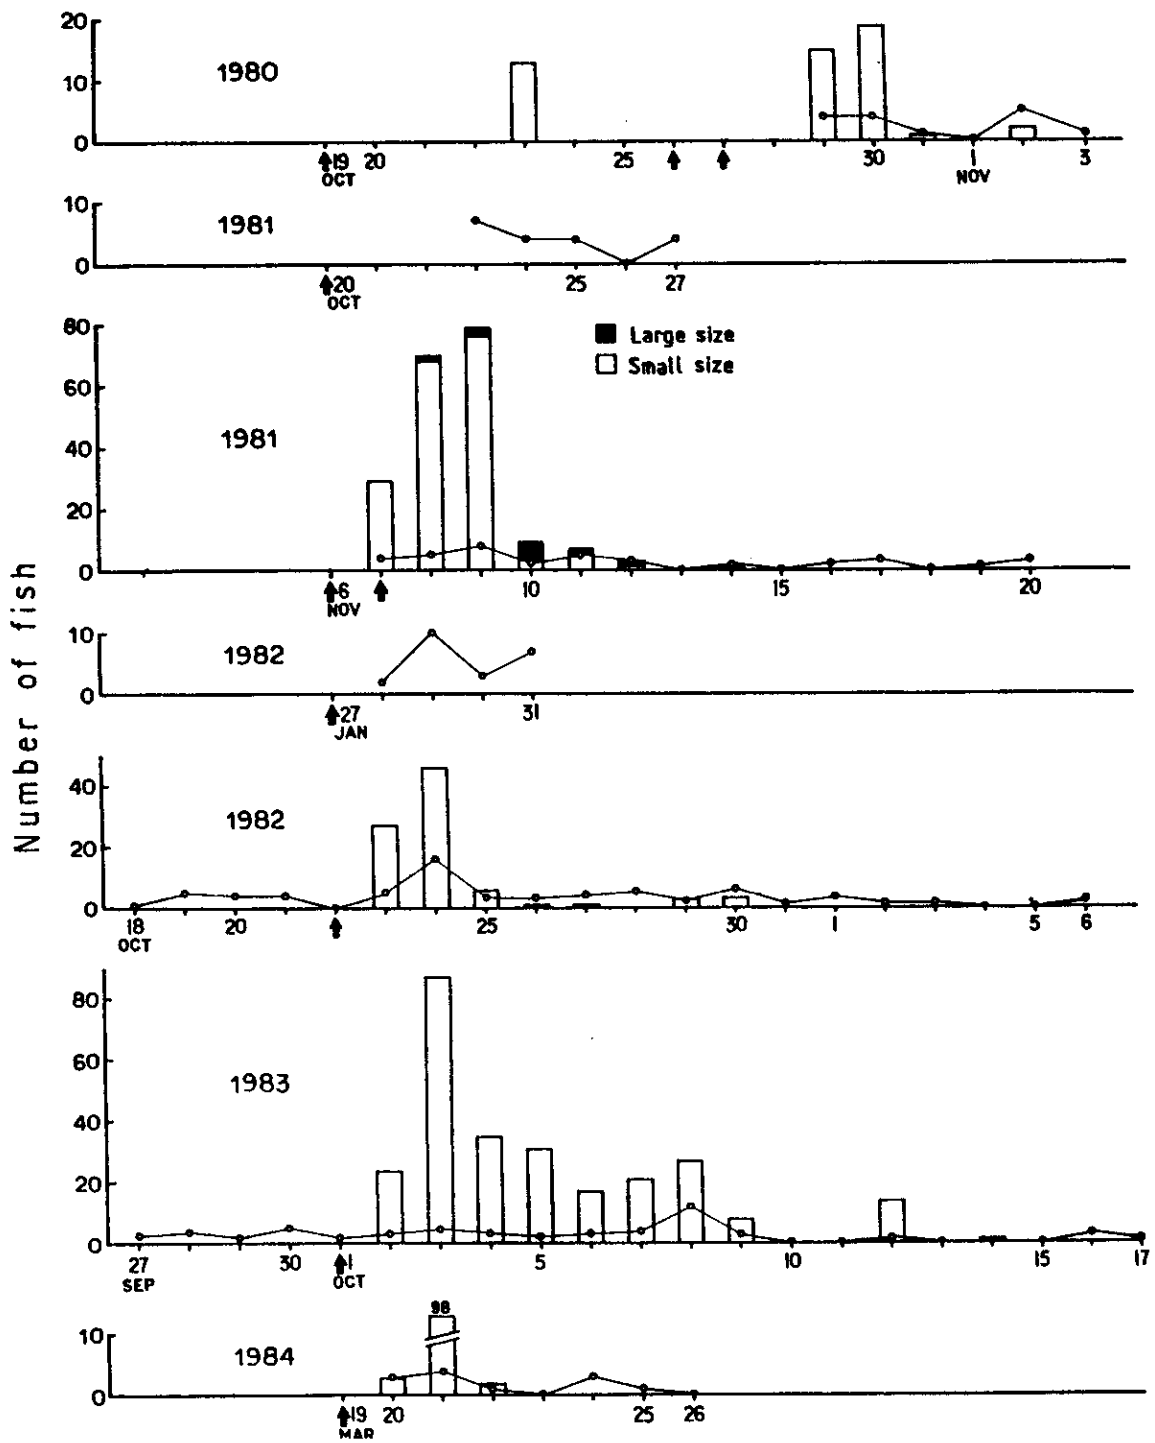 Number of fish
20
10
0
1980
19 20 25 30 1 3
OCT NOV
10
0
1981
20 25 27
OCT
80
60
40
20
0
1981
Large size
Small size
6 10 15 20
NOV
10
0
1982
27 31
JAN
40
20
0
1982
18 20 25 30 1 5 6
OCT
80
60
40
20
0
1983
27 30 1 5 10 15 17
SEP OCT
98
10
0
1984
19 20 25 26
MAR